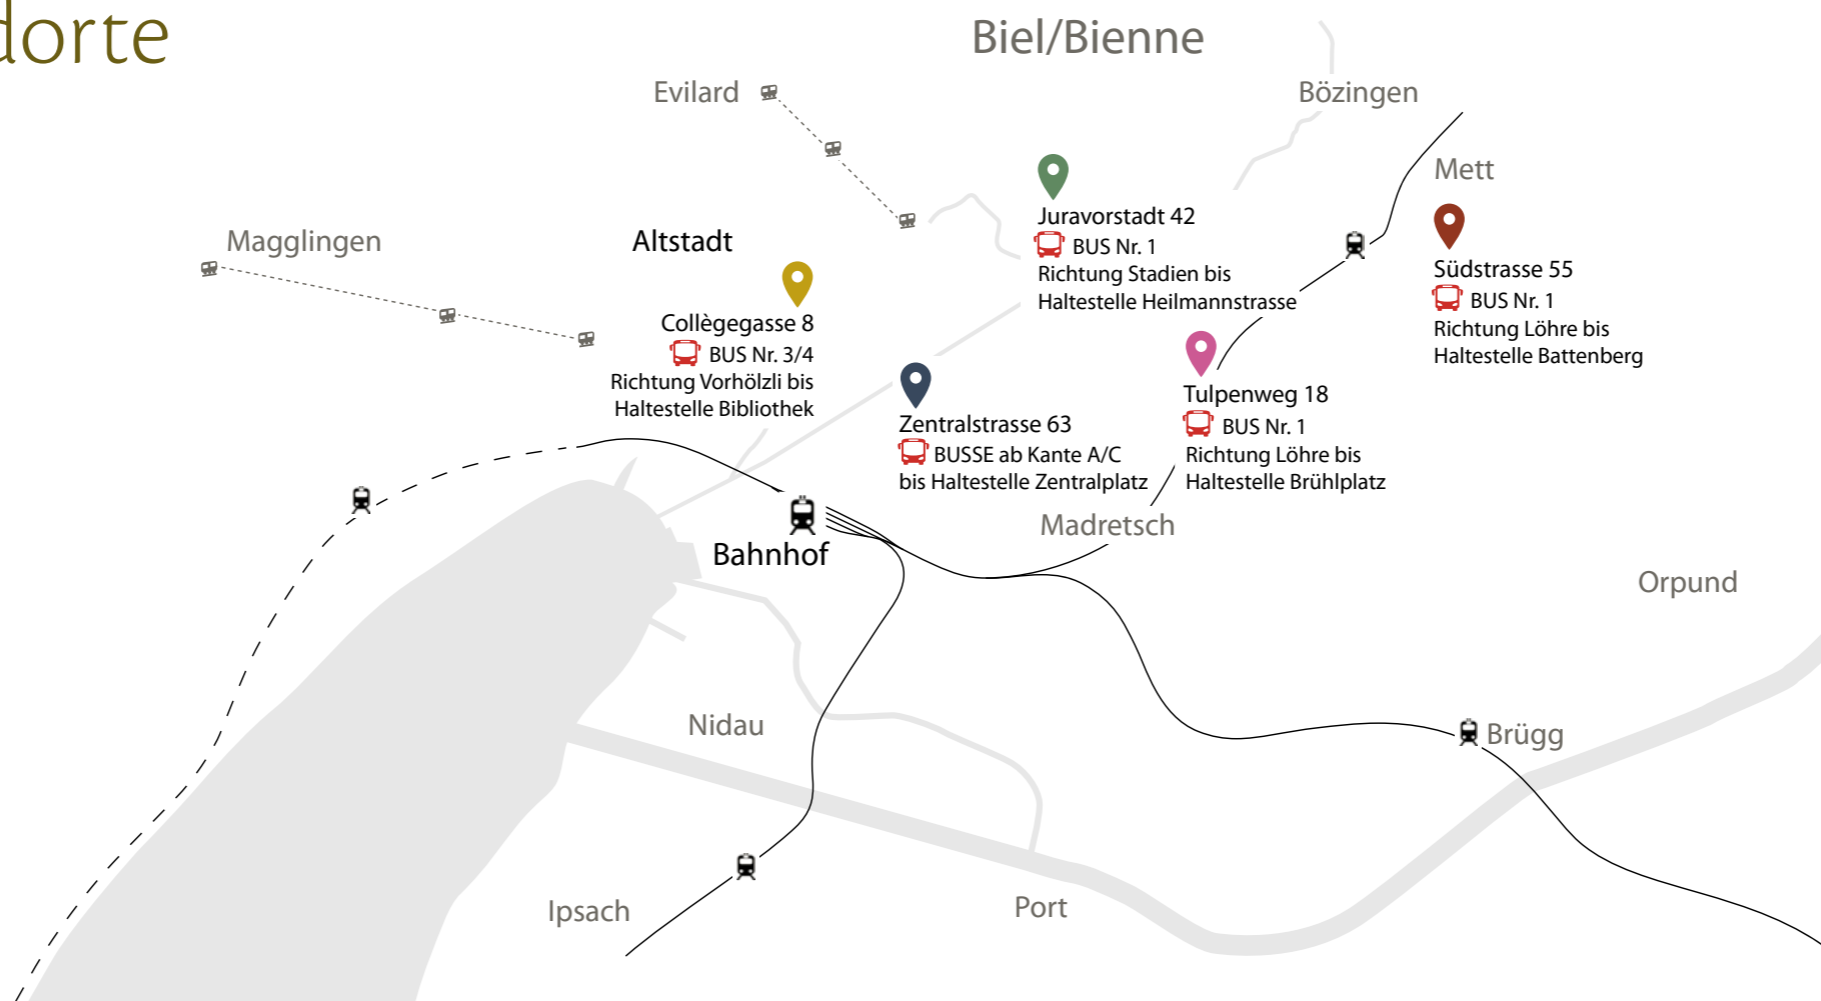 dorte
Biel/Bienne
Evilard
Bözingen
Mett
Magglingen
Altstadt
Juravorstadt 42
BUS Nr. 1
Richtung Stadien bis
Haltestelle Heilmannstrasse
Südstrasse 55
BUS Nr. 1
Richtung Löhre bis
Haltestelle Battenberg
Collègegasse 8
BUS Nr. 3/4
Richtung Vorhölzli bis
Haltestelle Bibliothek
Zentralstrasse 63
BUSSE ab Kante A/C
bis Haltestelle Zentralplatz
Tulpenweg 18
BUS Nr. 1
Richtung Löhre bis
Haltestelle Brühlplatz
Madretsch
Bahnhof
Orpund
Nidau
Brügg
Ipsach
Port